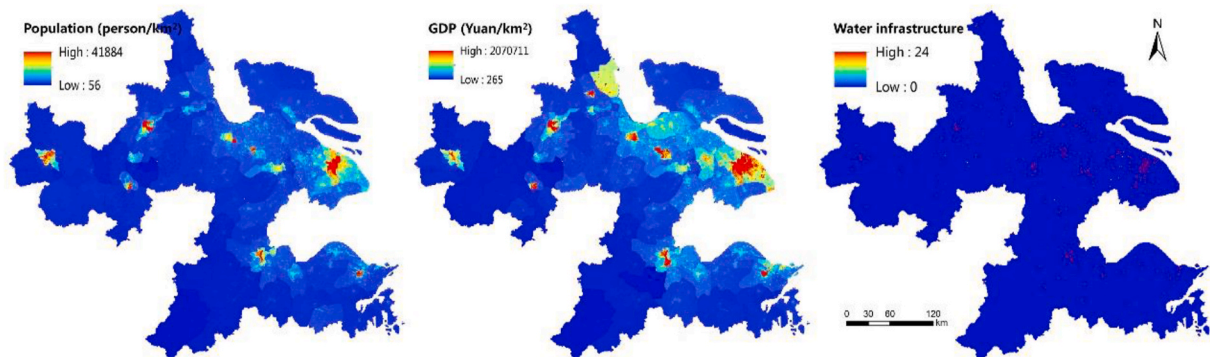 Population (person/km²)
High : 41884
Low : 56
GDP (Yuan/km²)
High : 2070711
Low : 265
Water infrastructure
High : 24
Low : 0
N
0 30 60 120
km